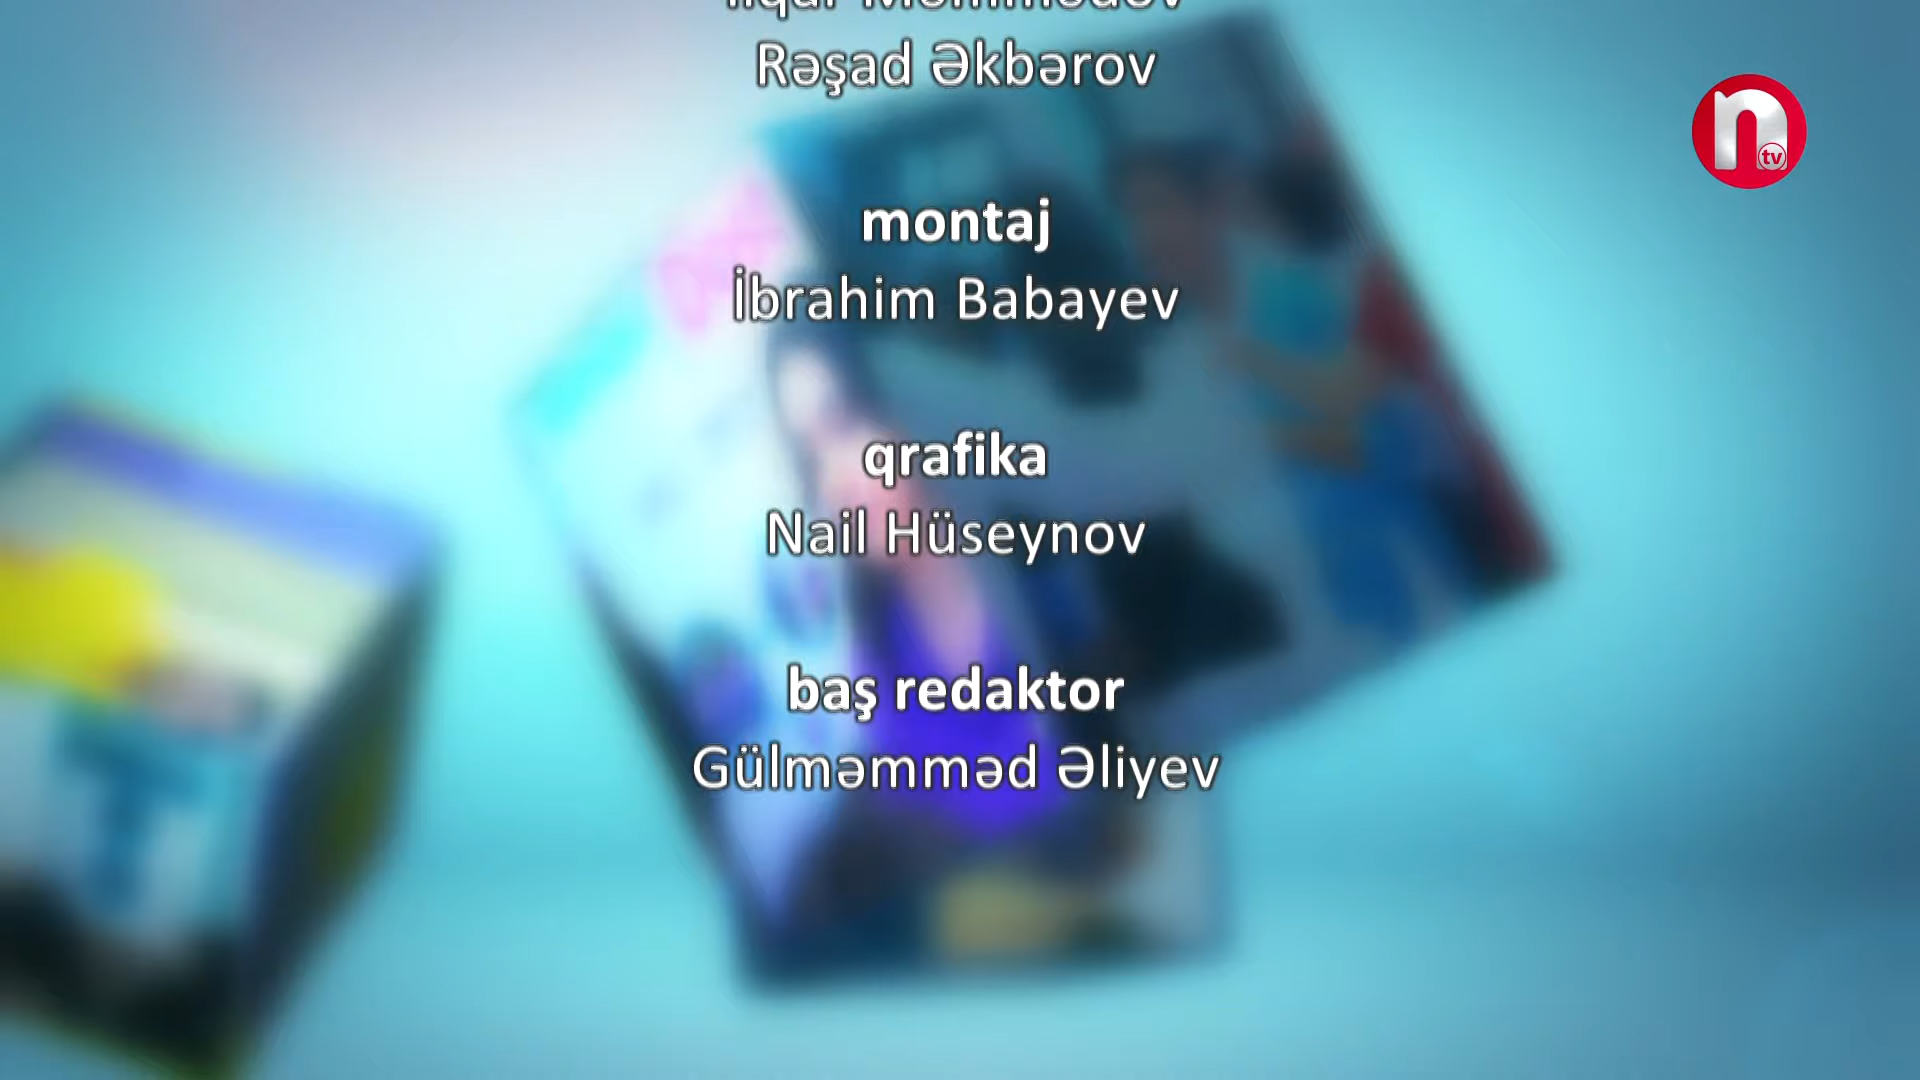 Rəşad Əkbərov
montaj
İbrahim Babayev
qrafika
Nail Hüseynov
baş redaktor
Gülməmməd Əliyev
n tv